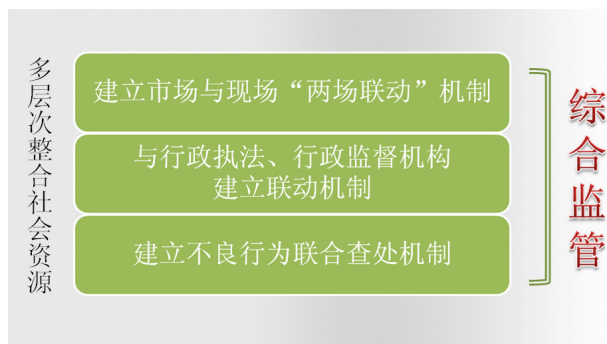 多层次整合社会资源
建立市场与现场“两场联动”机制
与行政执法、行政监督机构
建立联动机制
建立不良行为联合查处机制
综合监管